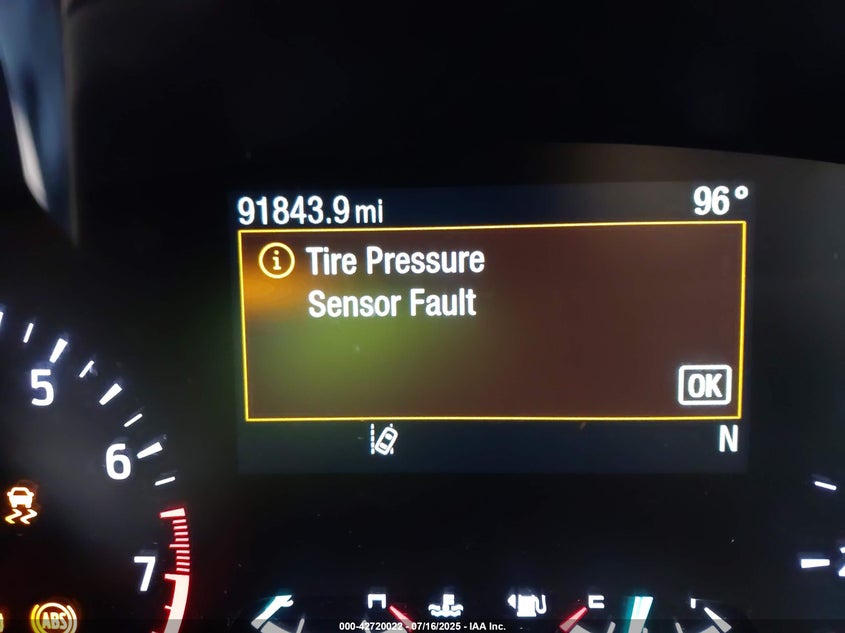 91843.9 mi
96°
Tire Pressure
Sensor Fault
OK
N
5
6
7
ABS
000-42720022 - 07/16/2025 - IAA Inc.